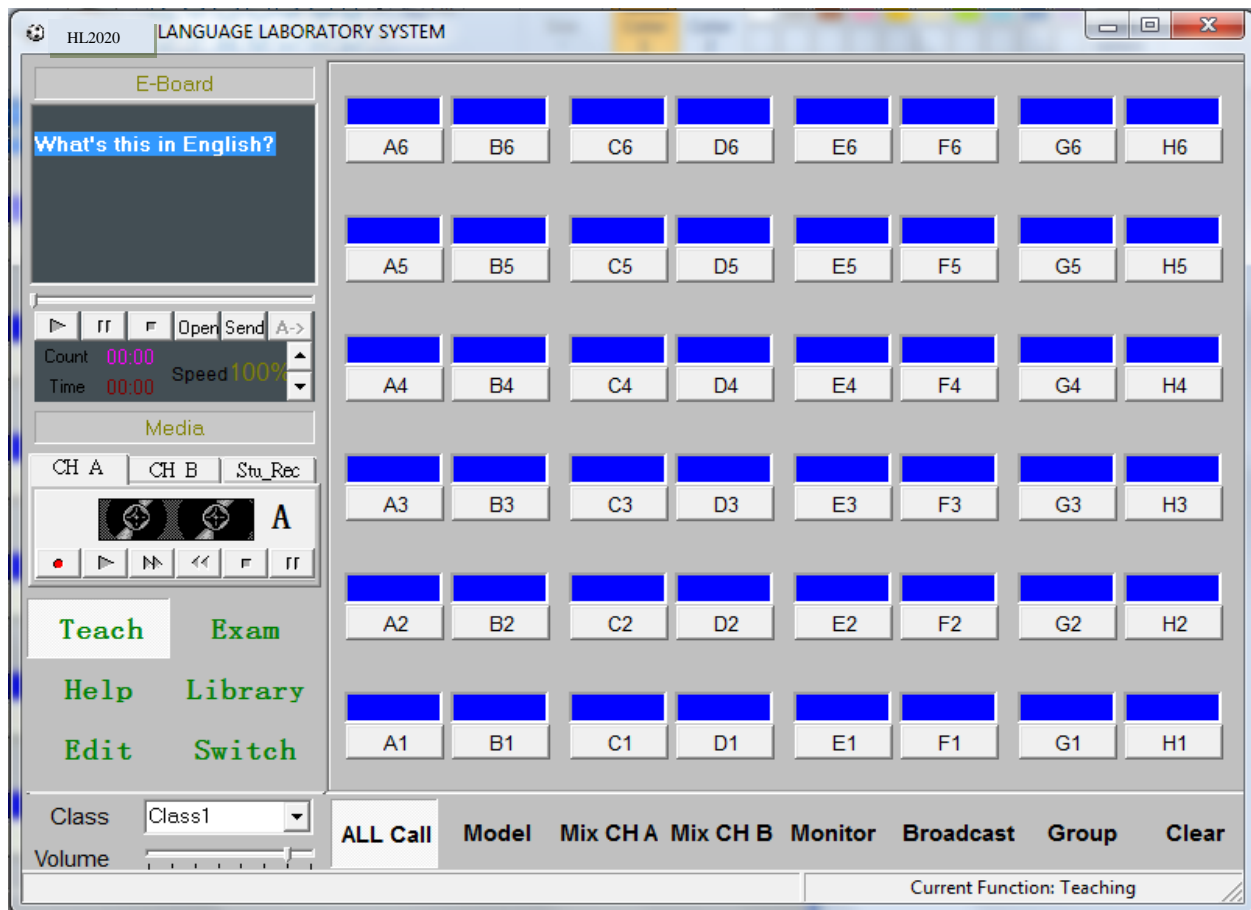 HL2020 LANGUAGE LABORATORY SYSTEM
E-Board
What's this in English?
Open Send A->
Count 00:00
Speed 100%
Time 00:00
Media
CH A CH B Stu_Rec
A
Teach Exam
Help Library
Edit Switch
Class Class1
Volume
A6 B6 C6 D6 E6 F6 G6 H6
A5 B5 C5 D5 E5 F5 G5 H5
A4 B4 C4 D4 E4 F4 G4 H4
A3 B3 C3 D3 E3 F3 G3 H3
A2 B2 C2 D2 E2 F2 G2 H2
A1 B1 C1 D1 E1 F1 G1 H1
ALL Call Model Mix CH A Mix CH B Monitor Broadcast Group Clear
Current Function: Teaching